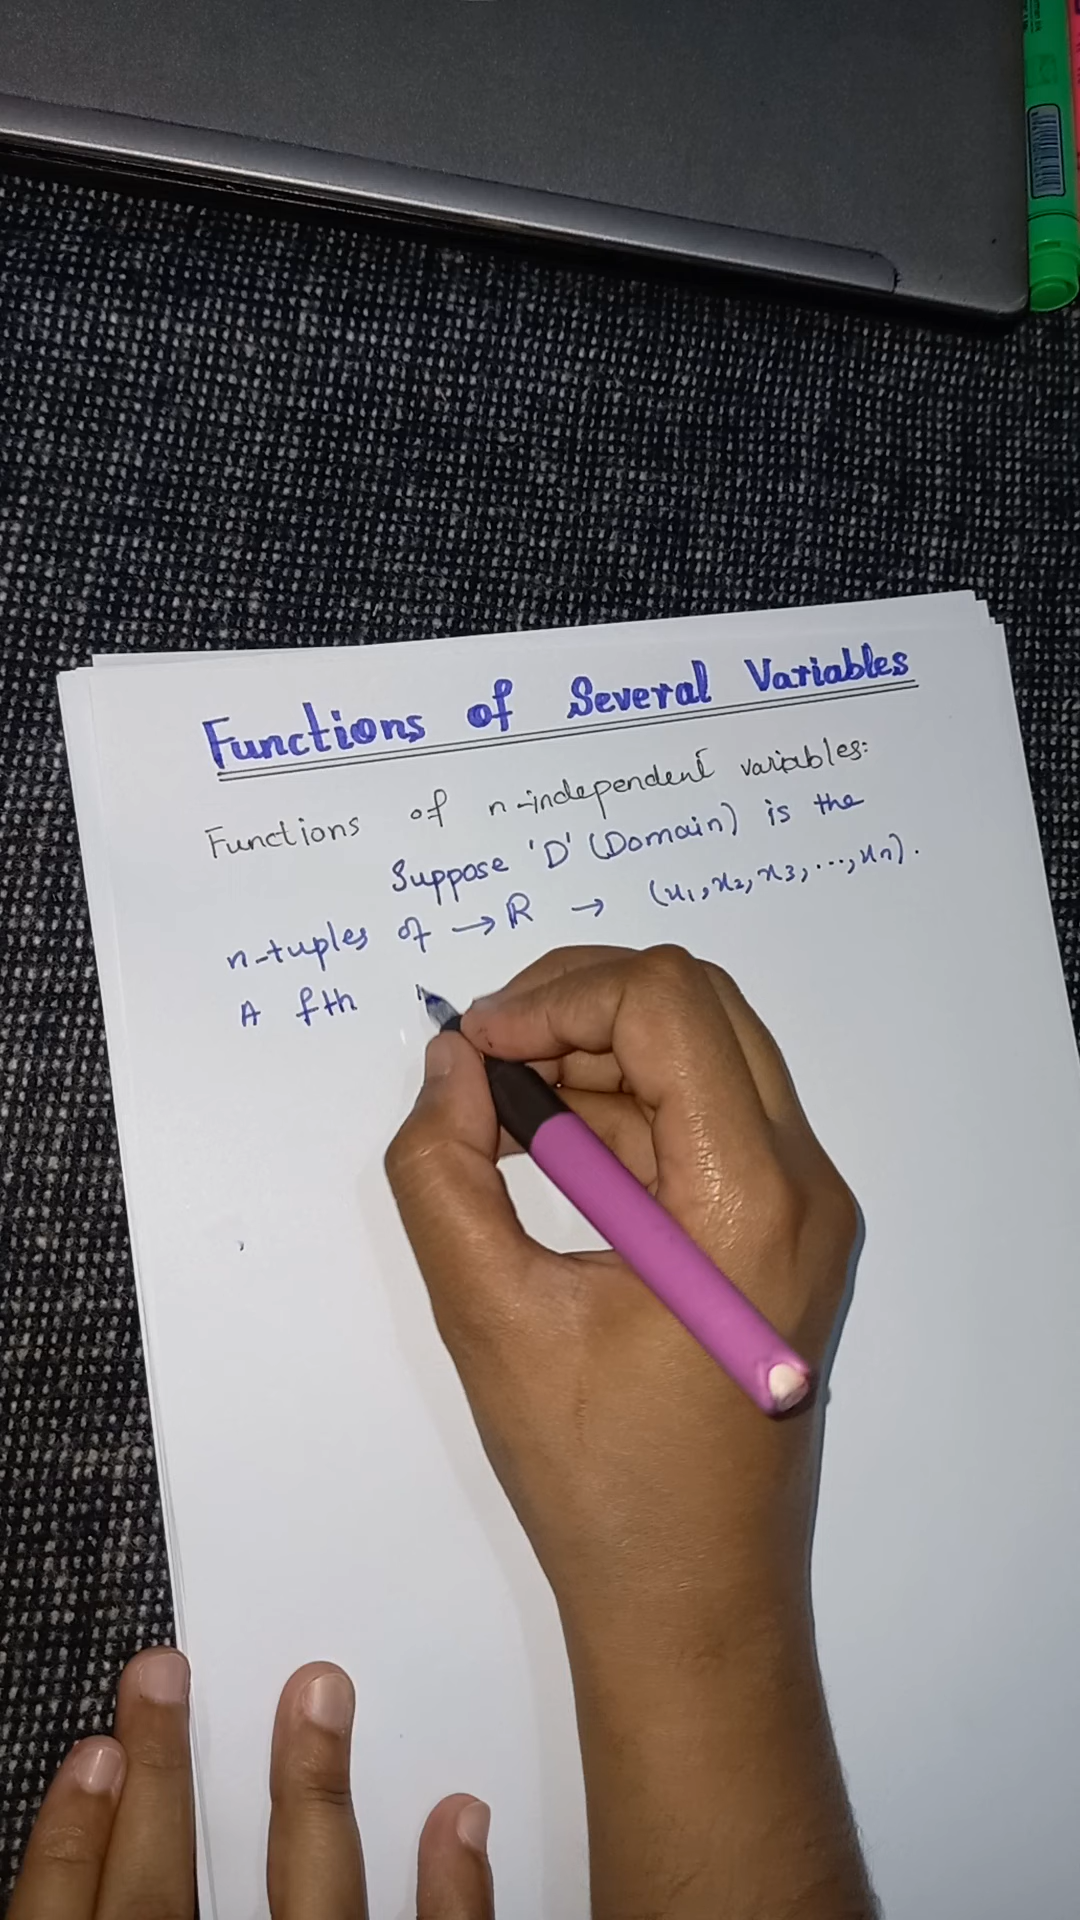 Functions of Several Variables
Functions of n-independent variables:
Suppose 'D' (Domain) is the
n-tuples of → ℝ → (x₁, x₂, x₃, ..., xₙ).
A fth